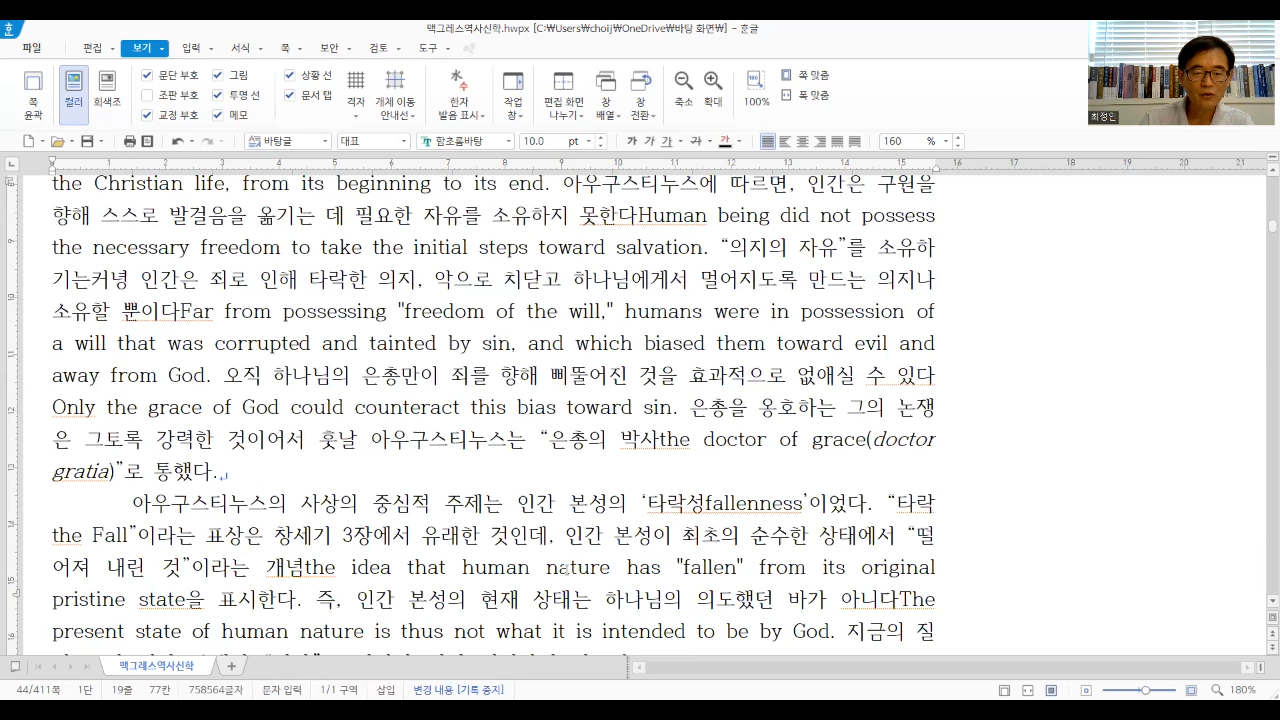 맥그레스역사신학.hwpx [C:₩Users₩choij₩OneDrive₩바탕 화면₩] - 훈글
파일 편집 보기 입력 서식 쪽 보안 검토
쪽 윤곽 컬러 회색조
문단 부호 그림
조판 부호 투명 선
교정 부호 메모
문서 탭
격자 개체 이동 안내선 한자 발음 표시 창업 창 편집 화면 나누기 창 배열 창 전환 축소 확대 100% 쪽 맞춤 폭 맞춤
최정인
바탕글 대표 함초롬바탕 10.0 pt 가 가 가 가 가 160 %
1 2 3 4 5 6 7 8 9 10 11 12 13 14 15 16 17 18 19 20 21
the Christian life, from its beginning to its end. 아우구스티누스에 따르면, 인간은 구원을
향해 스스로 발걸음을 옮기는 데 필요한 자유를 소유하지 못한다Human being did not possess
the necessary freedom to take the initial steps toward salvation. “의지의 자유”를 소유하
기는커녕 인간은 죄로 인해 타락한 의지, 악으로 치닫고 하나님에게서 멀어지도록 만드는 의지나
소유할 뿐이다Far from possessing "freedom of the will," humans were in possession of
a will that was corrupted and tainted by sin, and which biased them toward evil and
away from God. 오직 하나님의 은총만이 죄를 향해 삐뚤어진 것을 효과적으로 없애실 수 있다
Only the grace of God could counteract this bias toward sin. 은총을 옹호하는 그의 논쟁
은 그토록 강력한 것이어서 훗날 아우구스티누스는 “은총의 박사the doctor of grace(doctor
gratia)”로 통했다.
아우구스티누스의 사상의 중심적 주제는 인간 본성의 ‘타락성fallenness’이었다. “타락
the Fall”이라는 표상은 창세기 3장에서 유래한 것인데, 인간 본성이 최초의 순수한 상태에서 “떨
어져 내린 것”이라는 개념the idea that human nature has "fallen" from its original
pristine state을 표시한다. 즉, 인간 본성의 현재 상태는 하나님의 의도했던 바가 아니다The
present state of human nature is thus not what it is intended to be by God. 지금의 질
맥그레스역사신학
44/411쪽 1단 19줄 77칸 758564글자 문자 입력 1/1 구역 삽입 변경 내용 [기록 중지] 180%